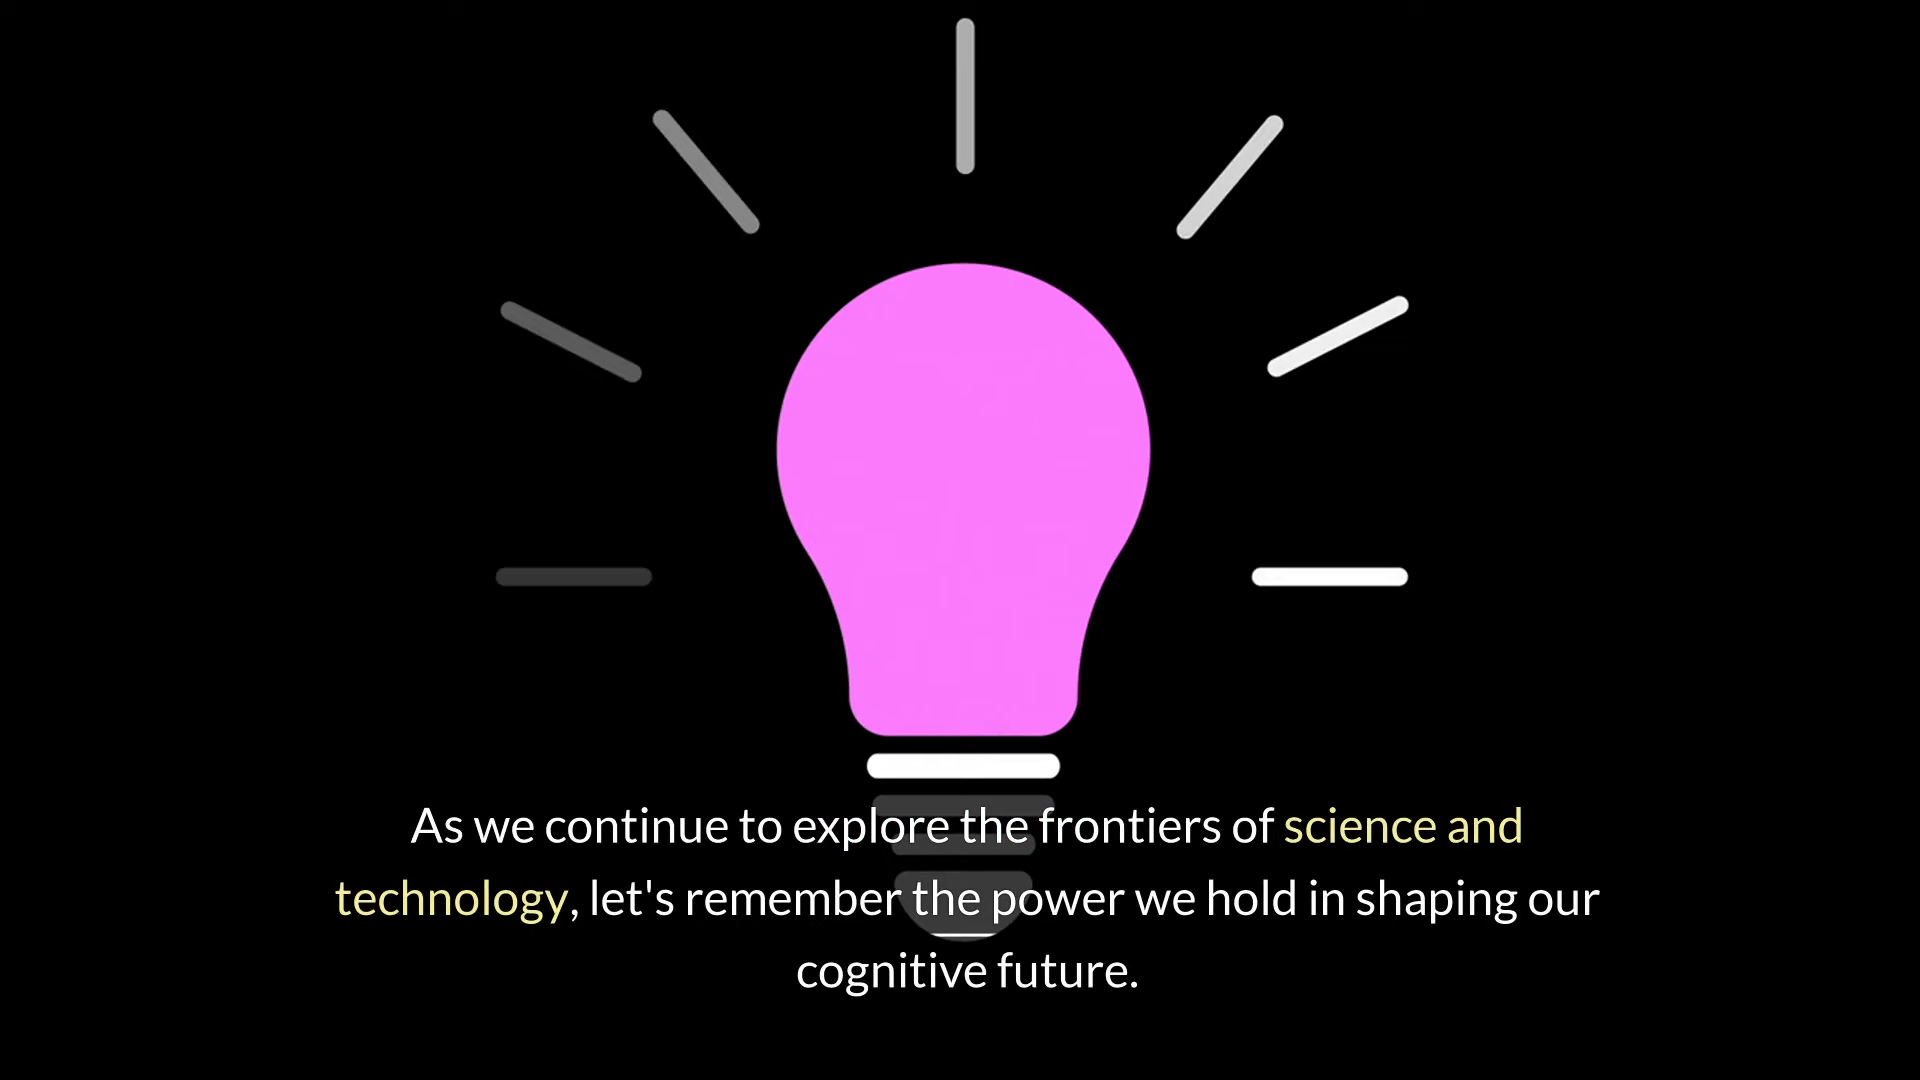 As we continue to explore the frontiers of science and
technology, let's remember the power we hold in shaping our
cognitive future.